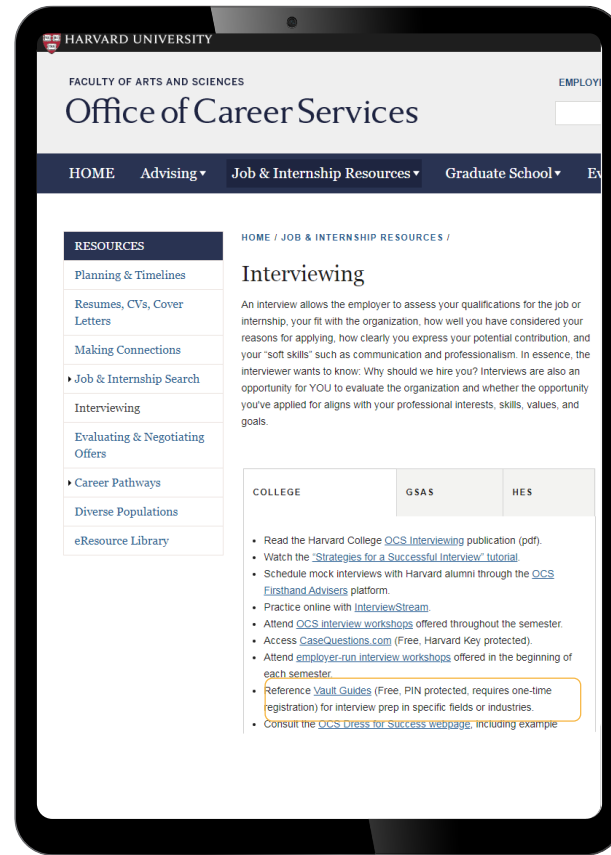 HARVARD UNIVERSITY
FACULTY OF ARTS AND SCIENCES
EMPLOYE
Office of Career Services
HOME Advising Job & Internship Resources Graduate School Ev
RESOURCES
Planning & Timelines
Resumes, CVs, Cover
Letters
Making Connections
Job & Internship Search
Interviewing
Evaluating & Negotiating
Offers
Career Pathways
Diverse Populations
eResource Library
HOME / JOB & INTERNSHIP RESOURCES /
Interviewing
An interview allows the employer to assess your qualifications for the job or
internship, your fit with the organization, how well you have considered your
reasons for applying, how clearly you express your potential contribution, and
your “soft skills” such as communication and professionalism. In essence, the
interviewer wants to know: Why should we hire you? Interviews are also an
opportunity for YOU to evaluate the organization and whether the opportunity
you've applied for aligns with your professional interests, skills, values, and
goals.
COLLEGE GSAS HES
• Read the Harvard College OCS Interviewing publication (pdf).
• Watch the “Strategies for a Successful Interview” tutorial.
• Schedule mock interviews with Harvard alumni through the OCS
Firsthand Advisers platform.
• Practice online with InterviewStream.
• Attend OCS interview workshops offered throughout the semester.
• Access CaseQuestions.com (Free, Harvard Key protected).
• Attend employer-run interview workshops offered in the beginning of
each semester.
• Reference Vault Guides (Free, PIN protected, requires one-time
registration) for interview prep in specific fields or industries.
• Consult the OCS Dress for Success webpage, including example